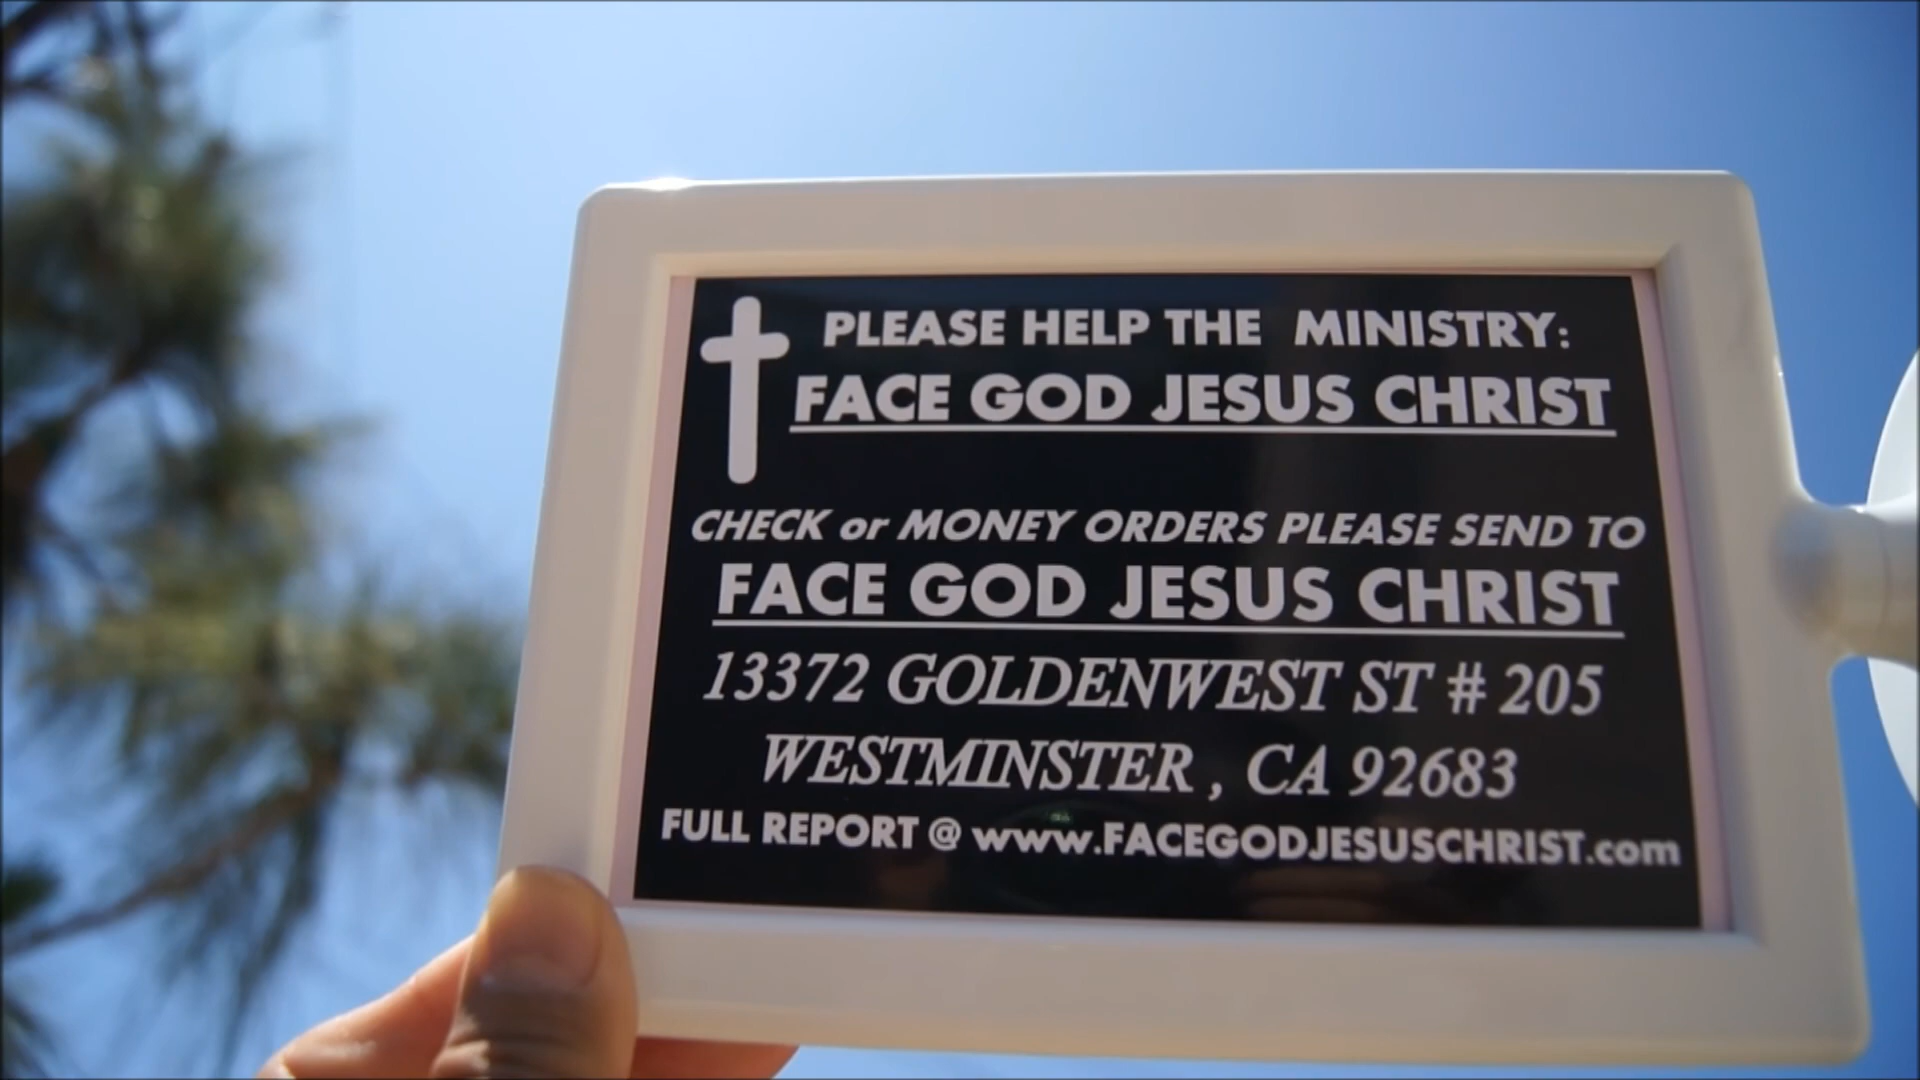 PLEASE HELP THE MINISTRY:
FACE GOD JESUS CHRIST
CHECK or MONEY ORDERS PLEASE SEND TO
FACE GOD JESUS CHRIST
13372 GOLDENWEST ST # 205
WESTMINSTER , CA 92683
FULL REPORT @ www.FACEGODJESUSCHRIST.com